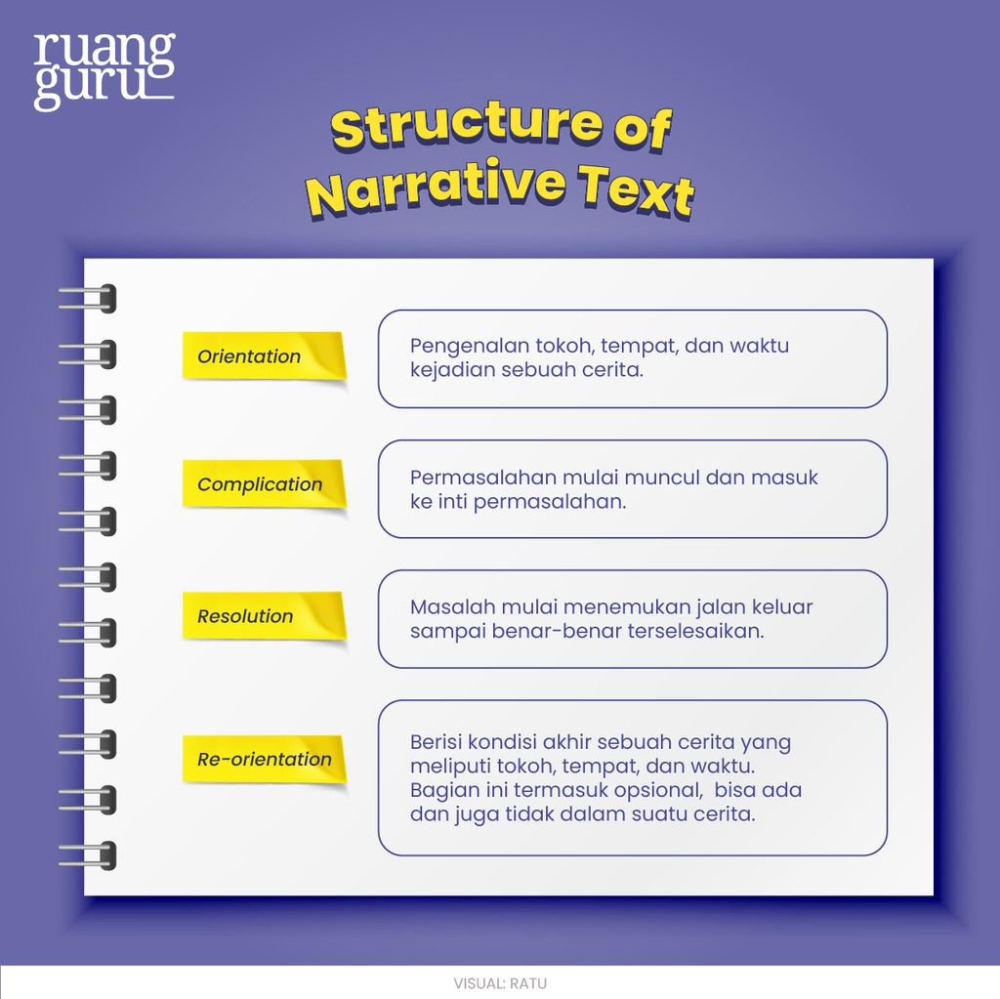 ruang
guru
Structure of
Narrative Text
Orientation
Pengenalan tokoh, tempat, dan waktu
kejadian sebuah cerita.
Complication
Permasalahan mulai muncul dan masuk
ke inti permasalahan.
Resolution
Masalah mulai menemukan jalan keluar
sampai benar-benar terselesaikan.
Re-orientation
Berisi kondisi akhir sebuah cerita yang
meliputi tokoh, tempat, dan waktu.
Bagian ini termasuk opsional,  bisa ada
dan juga tidak dalam suatu cerita.
VISUAL: RATU